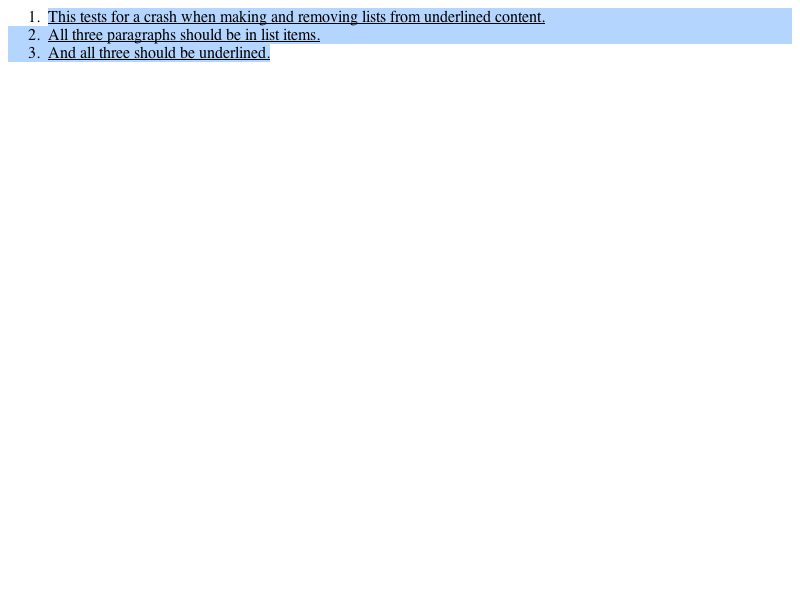 1. This tests for a crash when making and removing lists from underlined content.
2. All three paragraphs should be in list items.
3. And all three should be underlined.